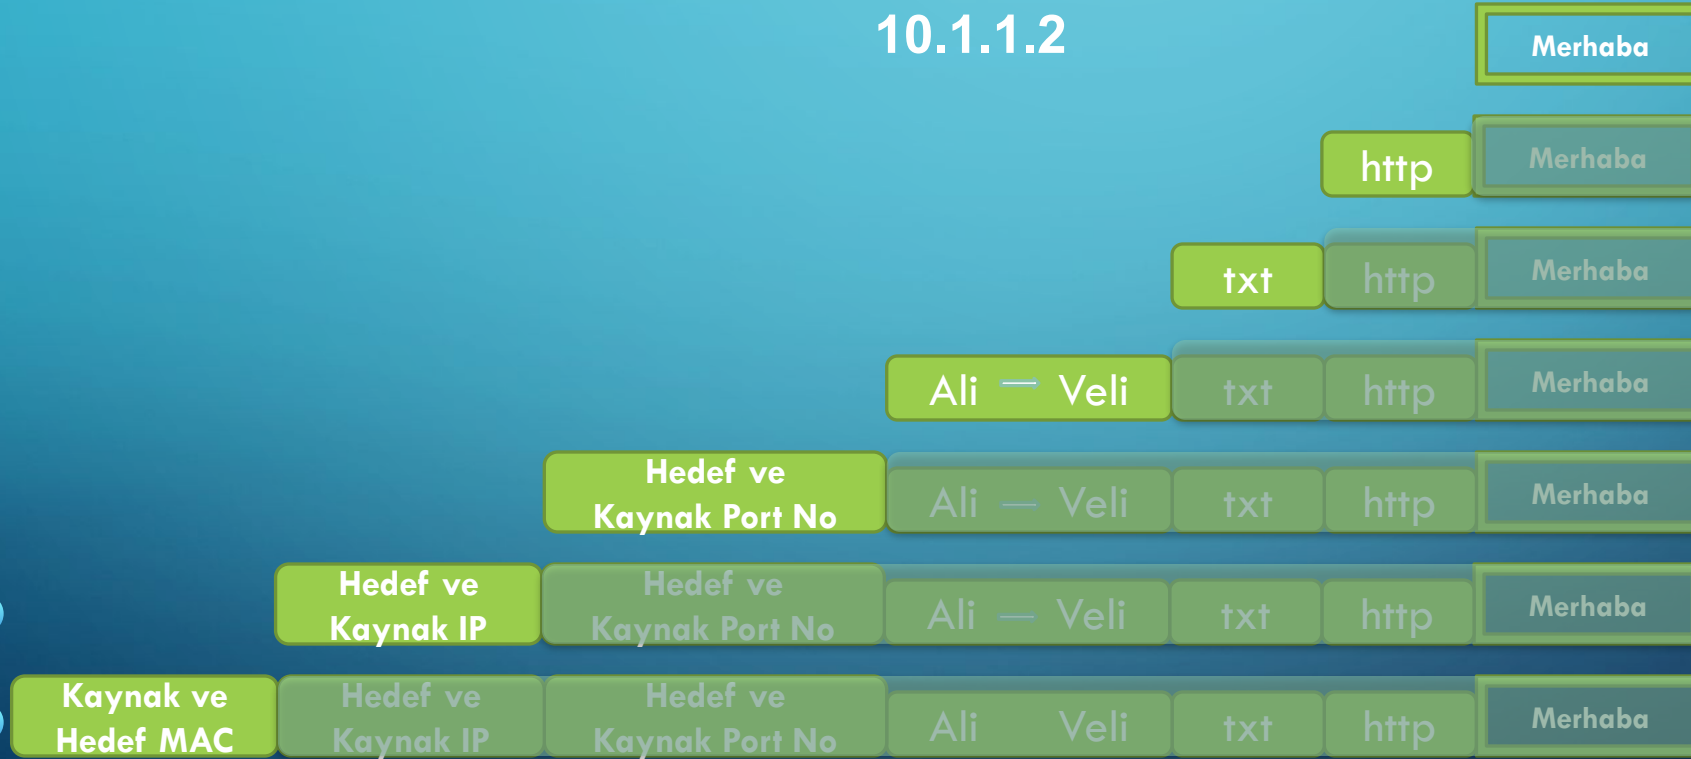 10.1.1.2
Merhaba
http Merhaba
txt http Merhaba
Ali — Veli txt http Merhaba
Hedef ve
Kaynak Port No Ali — Veli txt http Merhaba
Hedef ve Hedef ve
Kaynak IP Kaynak Port No Ali — Veli txt http Merhaba
Kaynak ve Hedef ve Hedef ve
Hedef MAC Kaynak IP Kaynak Port No Ali Veli txt http Merhaba